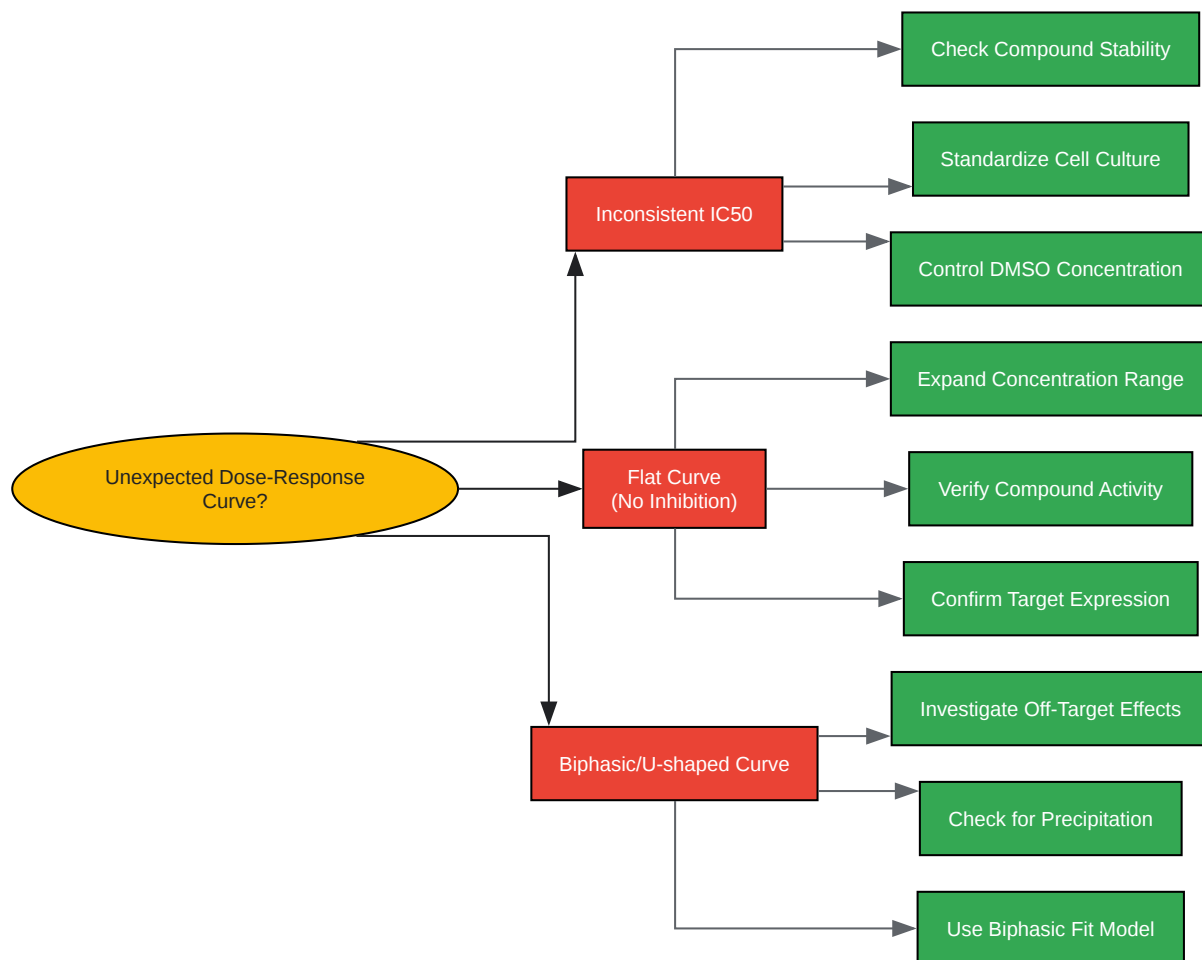 Check Compound Stability
Standardize Cell Culture
Inconsistent IC50
Control DMSO Concentration
Expand Concentration Range
Unexpected Dose-Response
Curve?
Flat Curve
(No Inhibition)
Verify Compound Activity
Confirm Target Expression
Investigate Off-Target Effects
Biphasic/U-shaped Curve
Check for Precipitation
Use Biphasic Fit Model